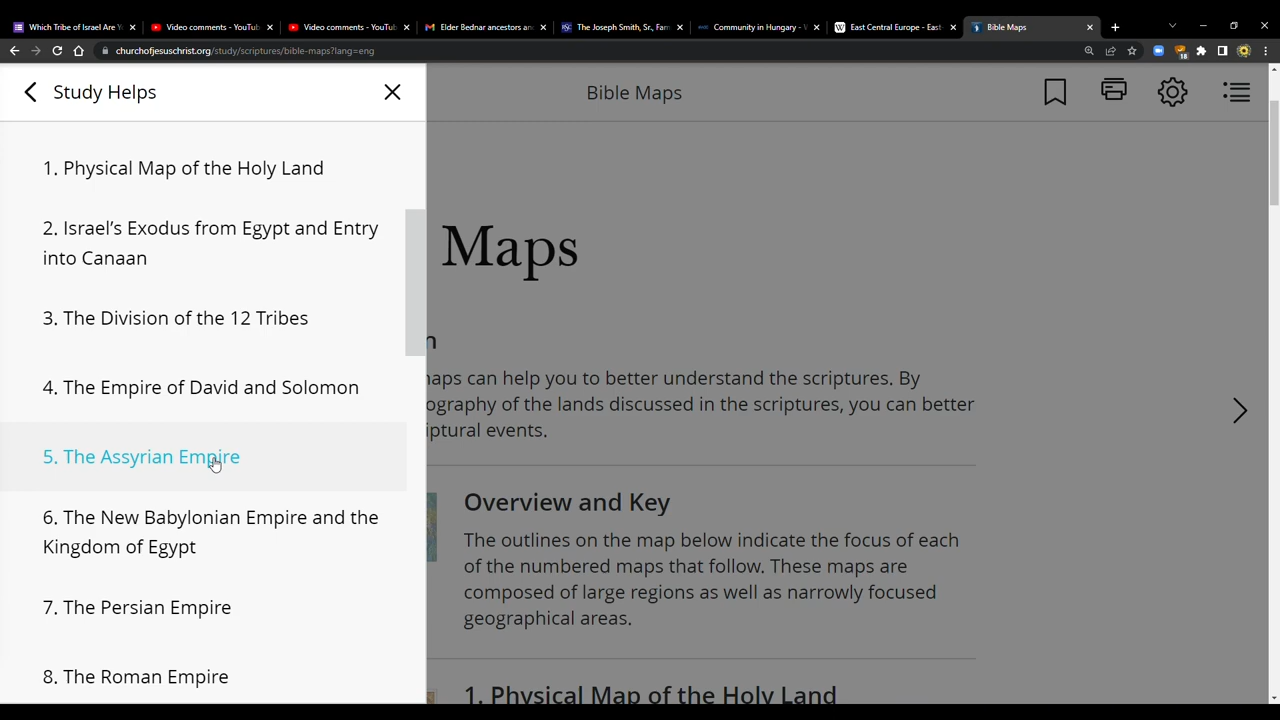 Which Tribe of Israel Are Y
Video comments - YouTub
Video comments - YouTub
Elder Bednar ancestors an
The Joseph Smith, Sr., Fam
Community in Hungary - W
East Central Europe - East-
Bible Maps
churchofjesuschrist.org/study/scriptures/bible-maps?lang=eng
18
Study Helps
Bible Maps
1. Physical Map of the Holy Land
2. Israel’s Exodus from Egypt and Entry
into Canaan
3. The Division of the 12 Tribes
4. The Empire of David and Solomon
5. The Assyrian Empire
6. The New Babylonian Empire and the
Kingdom of Egypt
7. The Persian Empire
8. The Roman Empire
Maps
n
aps can help you to better understand the scriptures. By
ography of the lands discussed in the scriptures, you can better
iptural events.
Overview and Key
The outlines on the map below indicate the focus of each
of the numbered maps that follow. These maps are
composed of large regions as well as narrowly focused
geographical areas.
1. Physical Map of the Holy Land